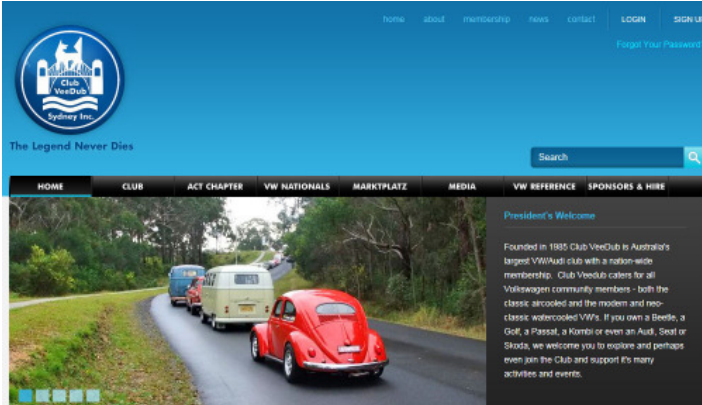 home about membership news contact LOGIN SIGN U
Forgot Your Password
Club
VeeDub
Sydney Inc.
The Legend Never Dies
Search
HOME CLUB ACT CHAPTER VW NATIONALS MARKTPLATZ MEDIA VW REFERENCE SPONSORS & HIRE
President's Welcome
Founded in 1985 Club VeeDub is Australia's
largest VW/Audi club with a nation-wide
membership. Club Veedub caters for all
Volkswagen community members - both the
classic aircooled and the modern and neo-
classic watercooled VW's. If you own a Beetle, a
Golf, a Passat, a Kombi or even an Audi, Seat or
Skoda, we welcome you to explore and perhaps
even join the Club and support it's many
activities and events.